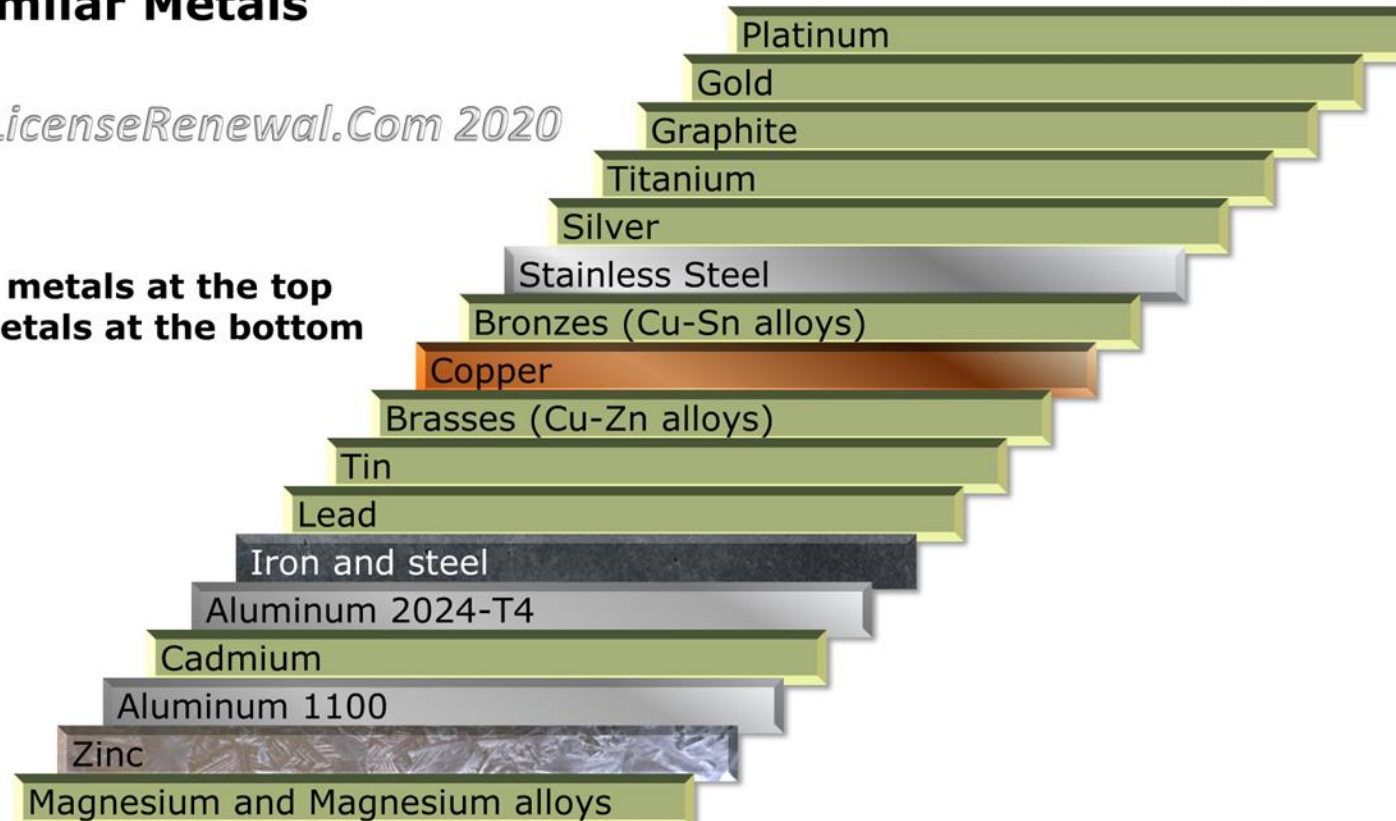 milar Metals
Platinum
Gold
LicenseRenewal.Com 2020
Graphite
Titanium
Silver
metals at the top
Stainless Steel
etals at the bottom
Bronzes (Cu-Sn alloys)
Copper
Brasses (Cu-Zn alloys)
Tin
Lead
Iron and steel
Aluminum 2024-T4
Cadmium
Aluminum 1100
Zinc
Magnesium and Magnesium alloys